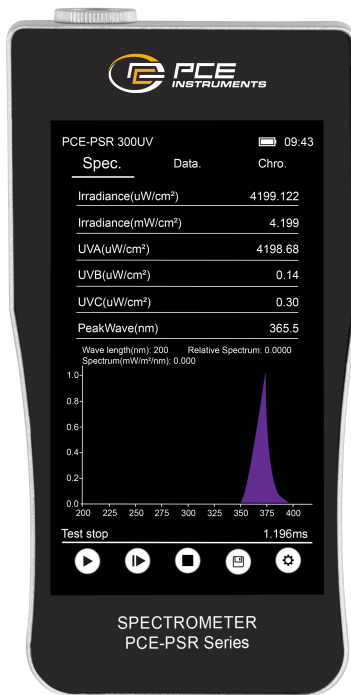 PCE
INSTRUMENTS
PCE-PSR 300UV 09:43
Spec. Data. Chro.
Irradiance(uW/cm²) 4199.122
Irradiance(mW/cm²) 4.199
UVA(uW/cm²) 4198.68
UVB(uW/cm²) 0.14
UVC(uW/cm²) 0.30
PeakWave(nm) 365.5
Wave length(nm): 200 Relative Spectrum: 0.0000
Spectrum(mW/m²/nm): 0.000
1.0
0.8
0.6
0.4
0.2
0.0
200 225 250 275 300 325 350 375 400
Test stop 1.196ms
SPECTROMETER
PCE-PSR Series